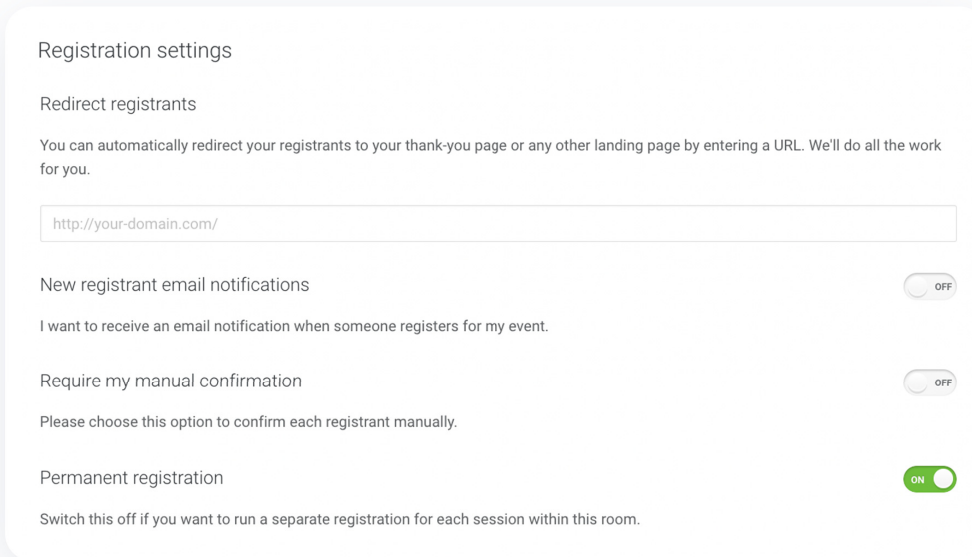 Registration settings
Redirect registrants
You can automatically redirect your registrants to your thank-you page or any other landing page by entering a URL. We'll do all the work
for you.
http://your-domain.com/
New registrant email notifications
OFF
I want to receive an email notification when someone registers for my event.
Require my manual confirmation
OFF
Please choose this option to confirm each registrant manually.
Permanent registration
ON
Switch this off if you want to run a separate registration for each session within this room.